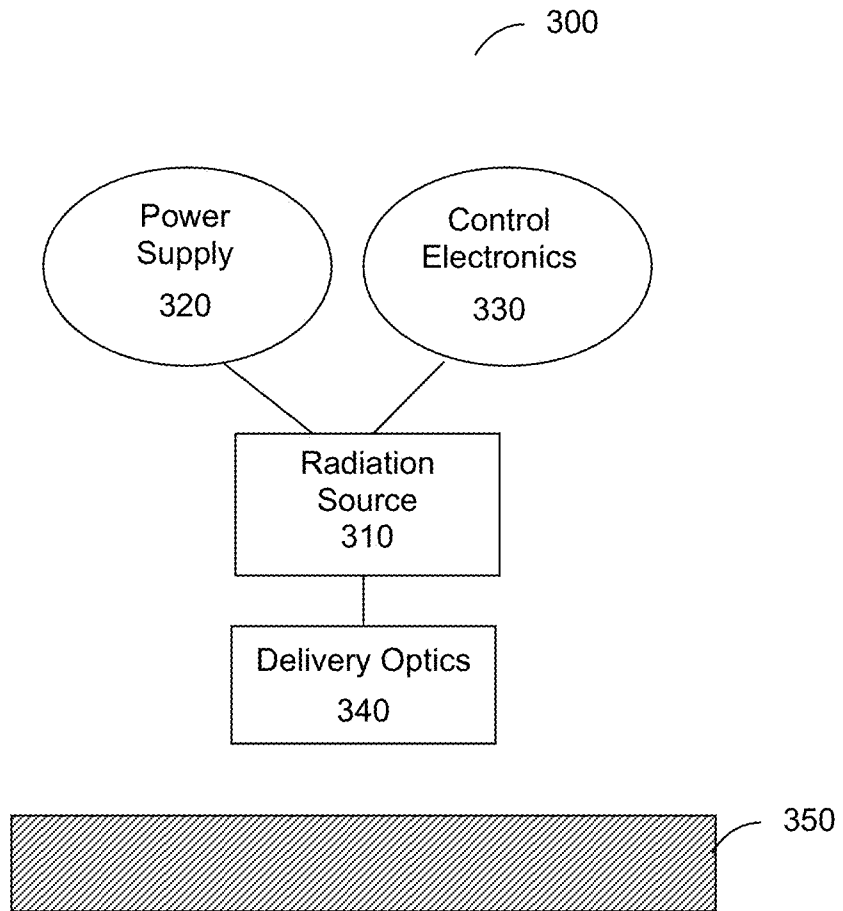 300
Power
Supply
320
Control
Electronics
330
Radiation
Source
310
Delivery Optics
340
350